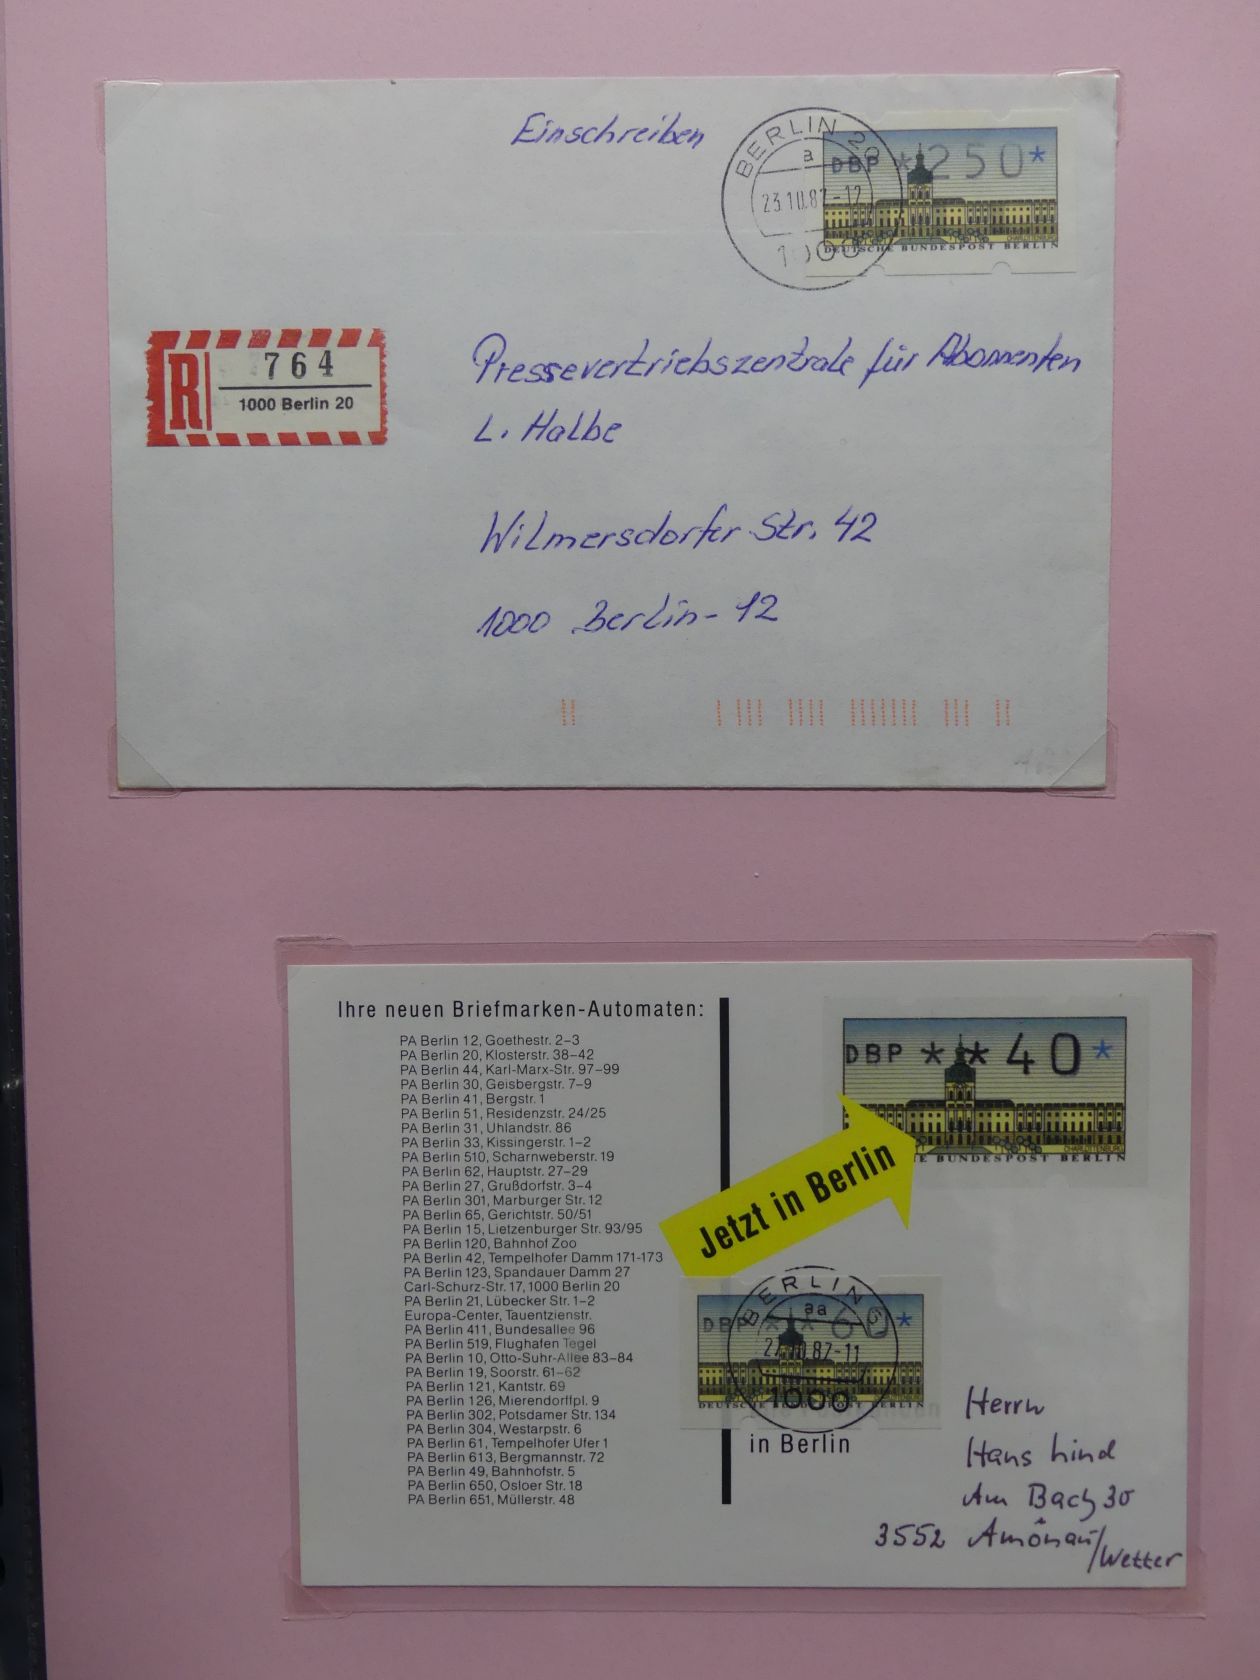 Einschreiben
BERLIN 20
a
23.10.87-12
1000
DBP * 250*
CHARLOTTENBURG
DEUTSCHE BUNDESPOST BERLIN
R
764
1000 Berlin 20
Pressevertriebszentrale für Abonnenten
L. Halbe
Wilmersdorfer Str. 42
1000 Berlin-12
Ihre neuen Briefmarken-Automaten:
PA Berlin 12, Goethestr. 2–3
PA Berlin 20, Klosterstr. 38–42
PA Berlin 44, Karl-Marx-Str. 97–99
PA Berlin 30, Geisbergstr. 7–9
PA Berlin 41, Bergstr. 1
PA Berlin 51, Residenzstr. 24/25
PA Berlin 31, Uhlandstr. 86
PA Berlin 33, Kissingerstr. 1–2
PA Berlin 510, Scharnweberstr. 19
PA Berlin 62, Hauptstr. 27–29
PA Berlin 27, Grußdorfstr. 3–4
PA Berlin 301, Marburger Str. 12
PA Berlin 65, Gerichtstr. 50/51
PA Berlin 15, Lietzenburger Str. 93/95
PA Berlin 120, Bahnhof Zoo
PA Berlin 42, Tempelhofer Damm 171-173
PA Berlin 123, Spandauer Damm 27
Carl-Schurz-Str. 17, 1000 Berlin 20
PA Berlin 21, Lübecker Str. 1–2
Europa-Center, Tauentzienstr.
PA Berlin 411, Bundesallee 96
PA Berlin 519, Flughafen Tegel
PA Berlin 10, Otto-Suhr-Allee 83–84
PA Berlin 19, Soorstr. 61–62
PA Berlin 121, Kantstr. 69
PA Berlin 126, Mierendorffpl. 9
PA Berlin 302, Potsdamer Str. 134
PA Berlin 304, Westarpstr. 6
PA Berlin 61, Tempelhofer Ufer 1
PA Berlin 613, Bergmannstr. 72
PA Berlin 49, Bahnhofstr. 5
PA Berlin 650, Osloer Str. 18
PA Berlin 651, Müllerstr. 48
DBP * *40*
CHARLOTTENBURG
BUNDESPOST BERLIN
Jetzt in Berlin
BERLIN
aa
87-11
1000
DBP * *60*
DEUTSCHE BUNDESPOST BERLIN
in Berlin
Herrn
Hans Lind
Am Bach 30
3552 Amönau/Wetter